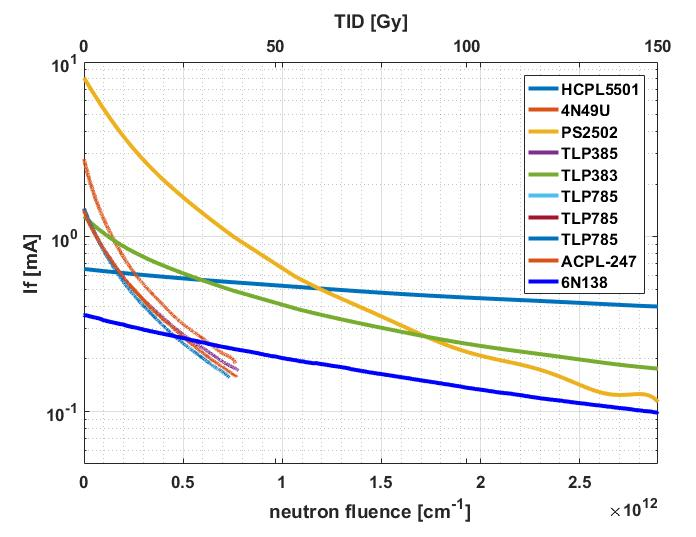 TID [Gy]
0 50 100 150
10^1
HCPL5501
4N49U
PS2502
TLP385
TLP383
TLP785
TLP785
TLP785
ACPL-247
6N138
10^0
If [mA]
10^-1
0 0.5 1 1.5 2 2.5
×10^12
neutron fluence [cm^-1]